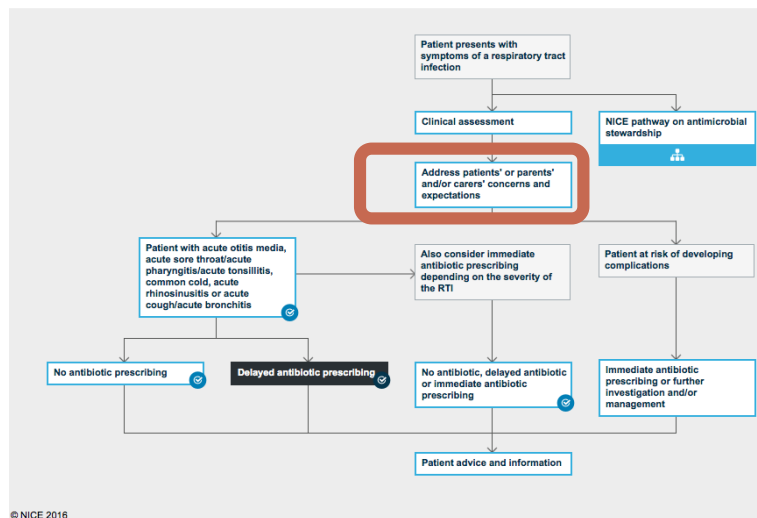 Patient presents with
symptoms of a respiratory tract
infection
Clinical assessment
NICE pathway on antimicrobial
stewardship
Address patients' or parents'
and/or carers' concerns and
expectations
Patient with acute otitis media,
acute sore throat/acute
pharyngitis/acute tonsillitis,
common cold, acute
rhinosinusitis or acute
cough/acute bronchitis
Also consider immediate
antibiotic prescribing
depending on the severity of
the RTI
Patient at risk of developing
complications
No antibiotic prescribing
Delayed antibiotic prescribing
No antibiotic, delayed antibiotic
or immediate antibiotic
prescribing
Immediate antibiotic
prescribing or further
investigation and/or
management
Patient advice and information
© NICE 2016